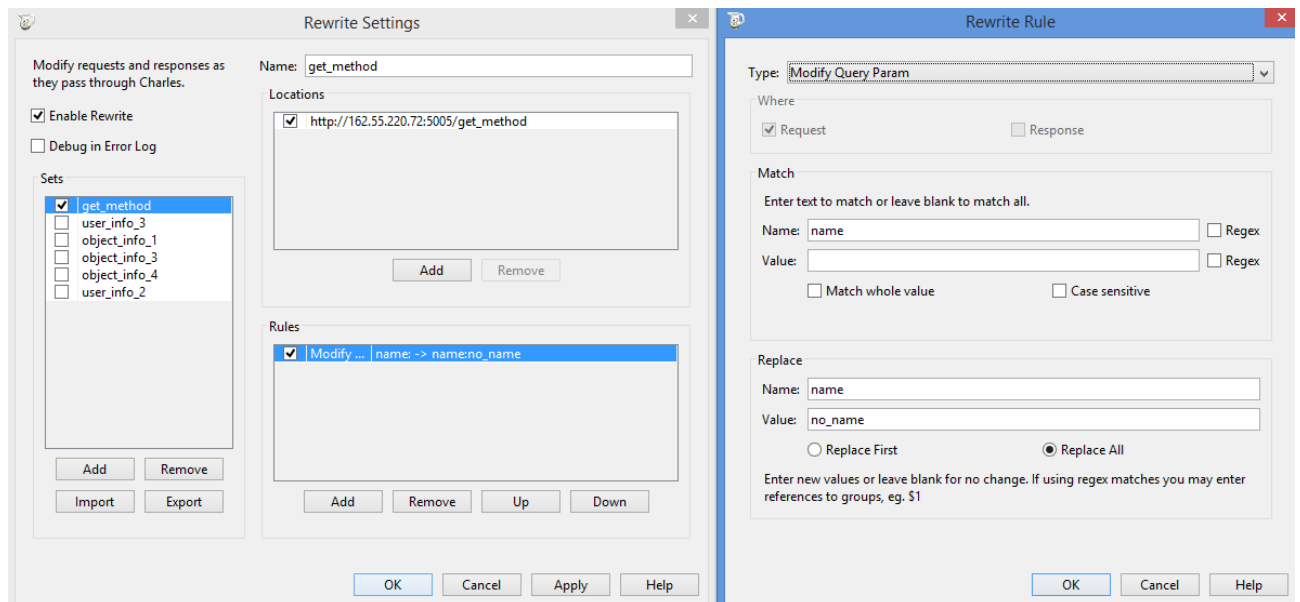 Rewrite Settings
Modify requests and responses as
they pass through Charles.
Enable Rewrite
Debug in Error Log
Sets
get_method
user_info_3
object_info_1
object_info_3
object_info_4
user_info_2
Add Remove
Import Export
Name: get_method
Locations
http://162.55.220.72:5005/get_method
Add Remove
Rules
Modify ... name: -> name:no_name
Add Remove Up Down
OK Cancel Apply Help
Rewrite Rule
Type: Modify Query Param
Where
Request Response
Match
Enter text to match or leave blank to match all.
Name: name Regex
Value: Regex
Match whole value Case sensitive
Replace
Name: name
Value: no_name
Replace First Replace All
Enter new values or leave blank for no change. If using regex matches you may enter
references to groups, eg. $1
OK Cancel Help